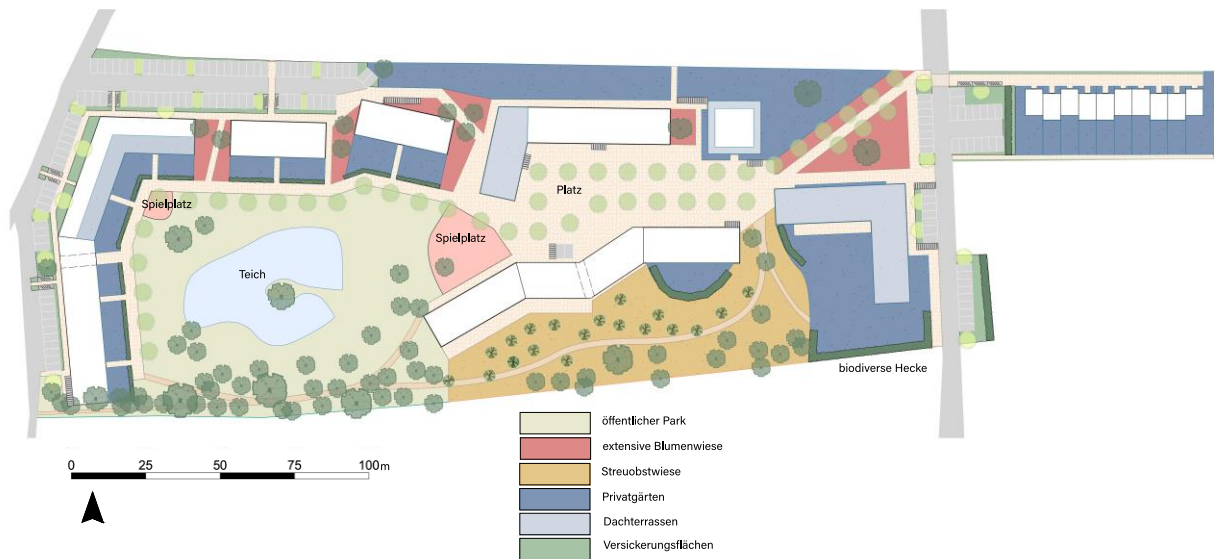 Spielplatz
Platz
Spielplatz
Teich
biodiverse Hecke
0 25 50 75 100m
öffentlicher Park
extensive Blumenwiese
Streuobstwiese
Privatgärten
Dachterrassen
Versickerungsflächen